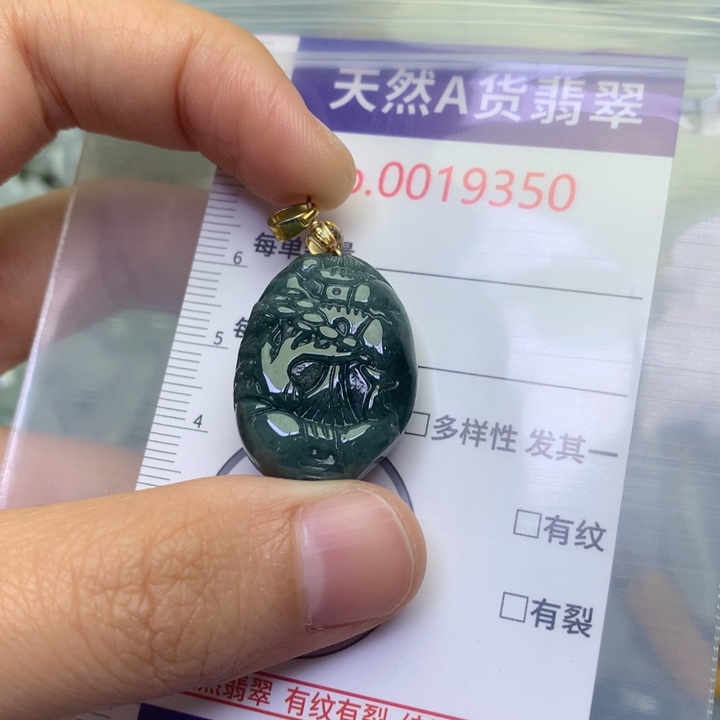 天然A货翡翠
.0019350
每单
6
5
4
□多样性 发其一
□有纹
□有裂
翡翠 有纹有裂